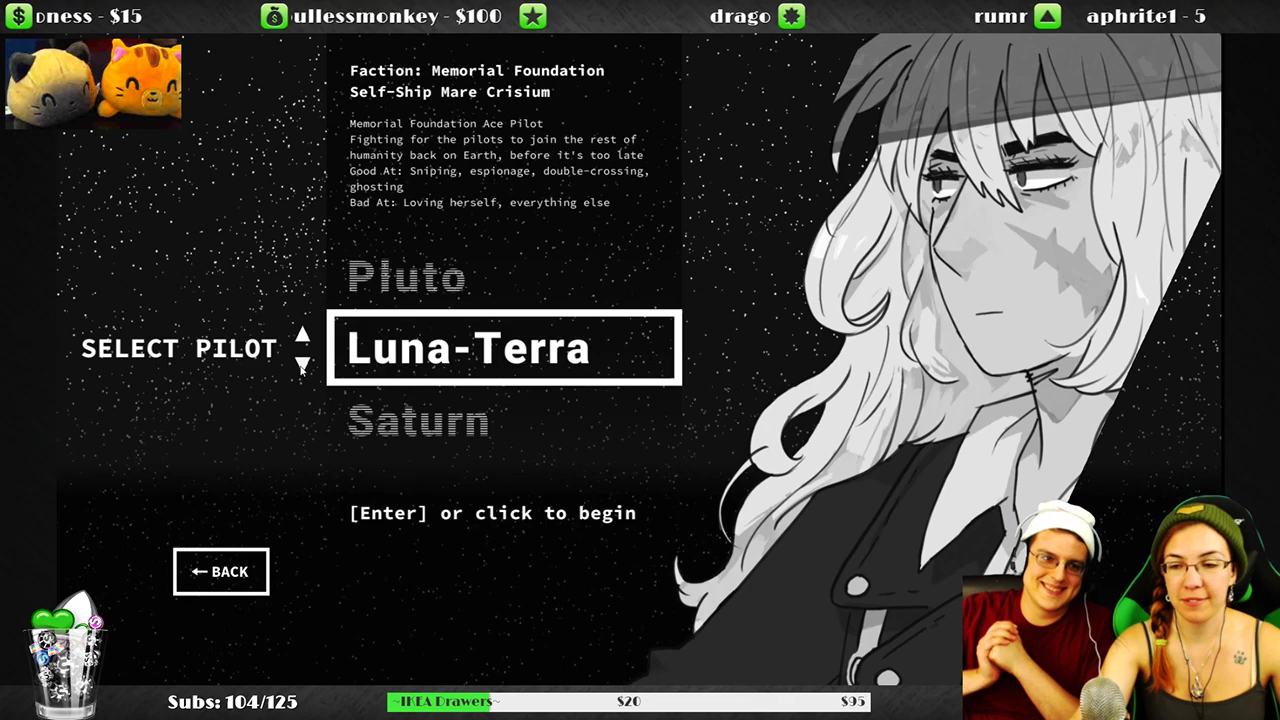 oness - $15
ullessmonkey - $100
drago
rumr
aphrite1 - 5
Faction: Memorial Foundation
Self-Ship Mare Crisium
Memorial Foundation Ace Pilot
Fighting for the pilots to join the rest of
humanity back on Earth, before it's too late
Good At: Sniping, espionage, double-crossing,
ghosting
Bad At: Loving herself, everything else
Pluto
SELECT PILOT
Luna-Terra
Saturn
[Enter] or click to begin
← BACK
Subs: 104/125
~IKEA Drawers~
$20
$95